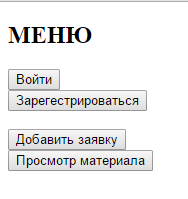 МЕНЮ
Войти
Зарегестрироваться
Добавить заявку
Просмотр материала